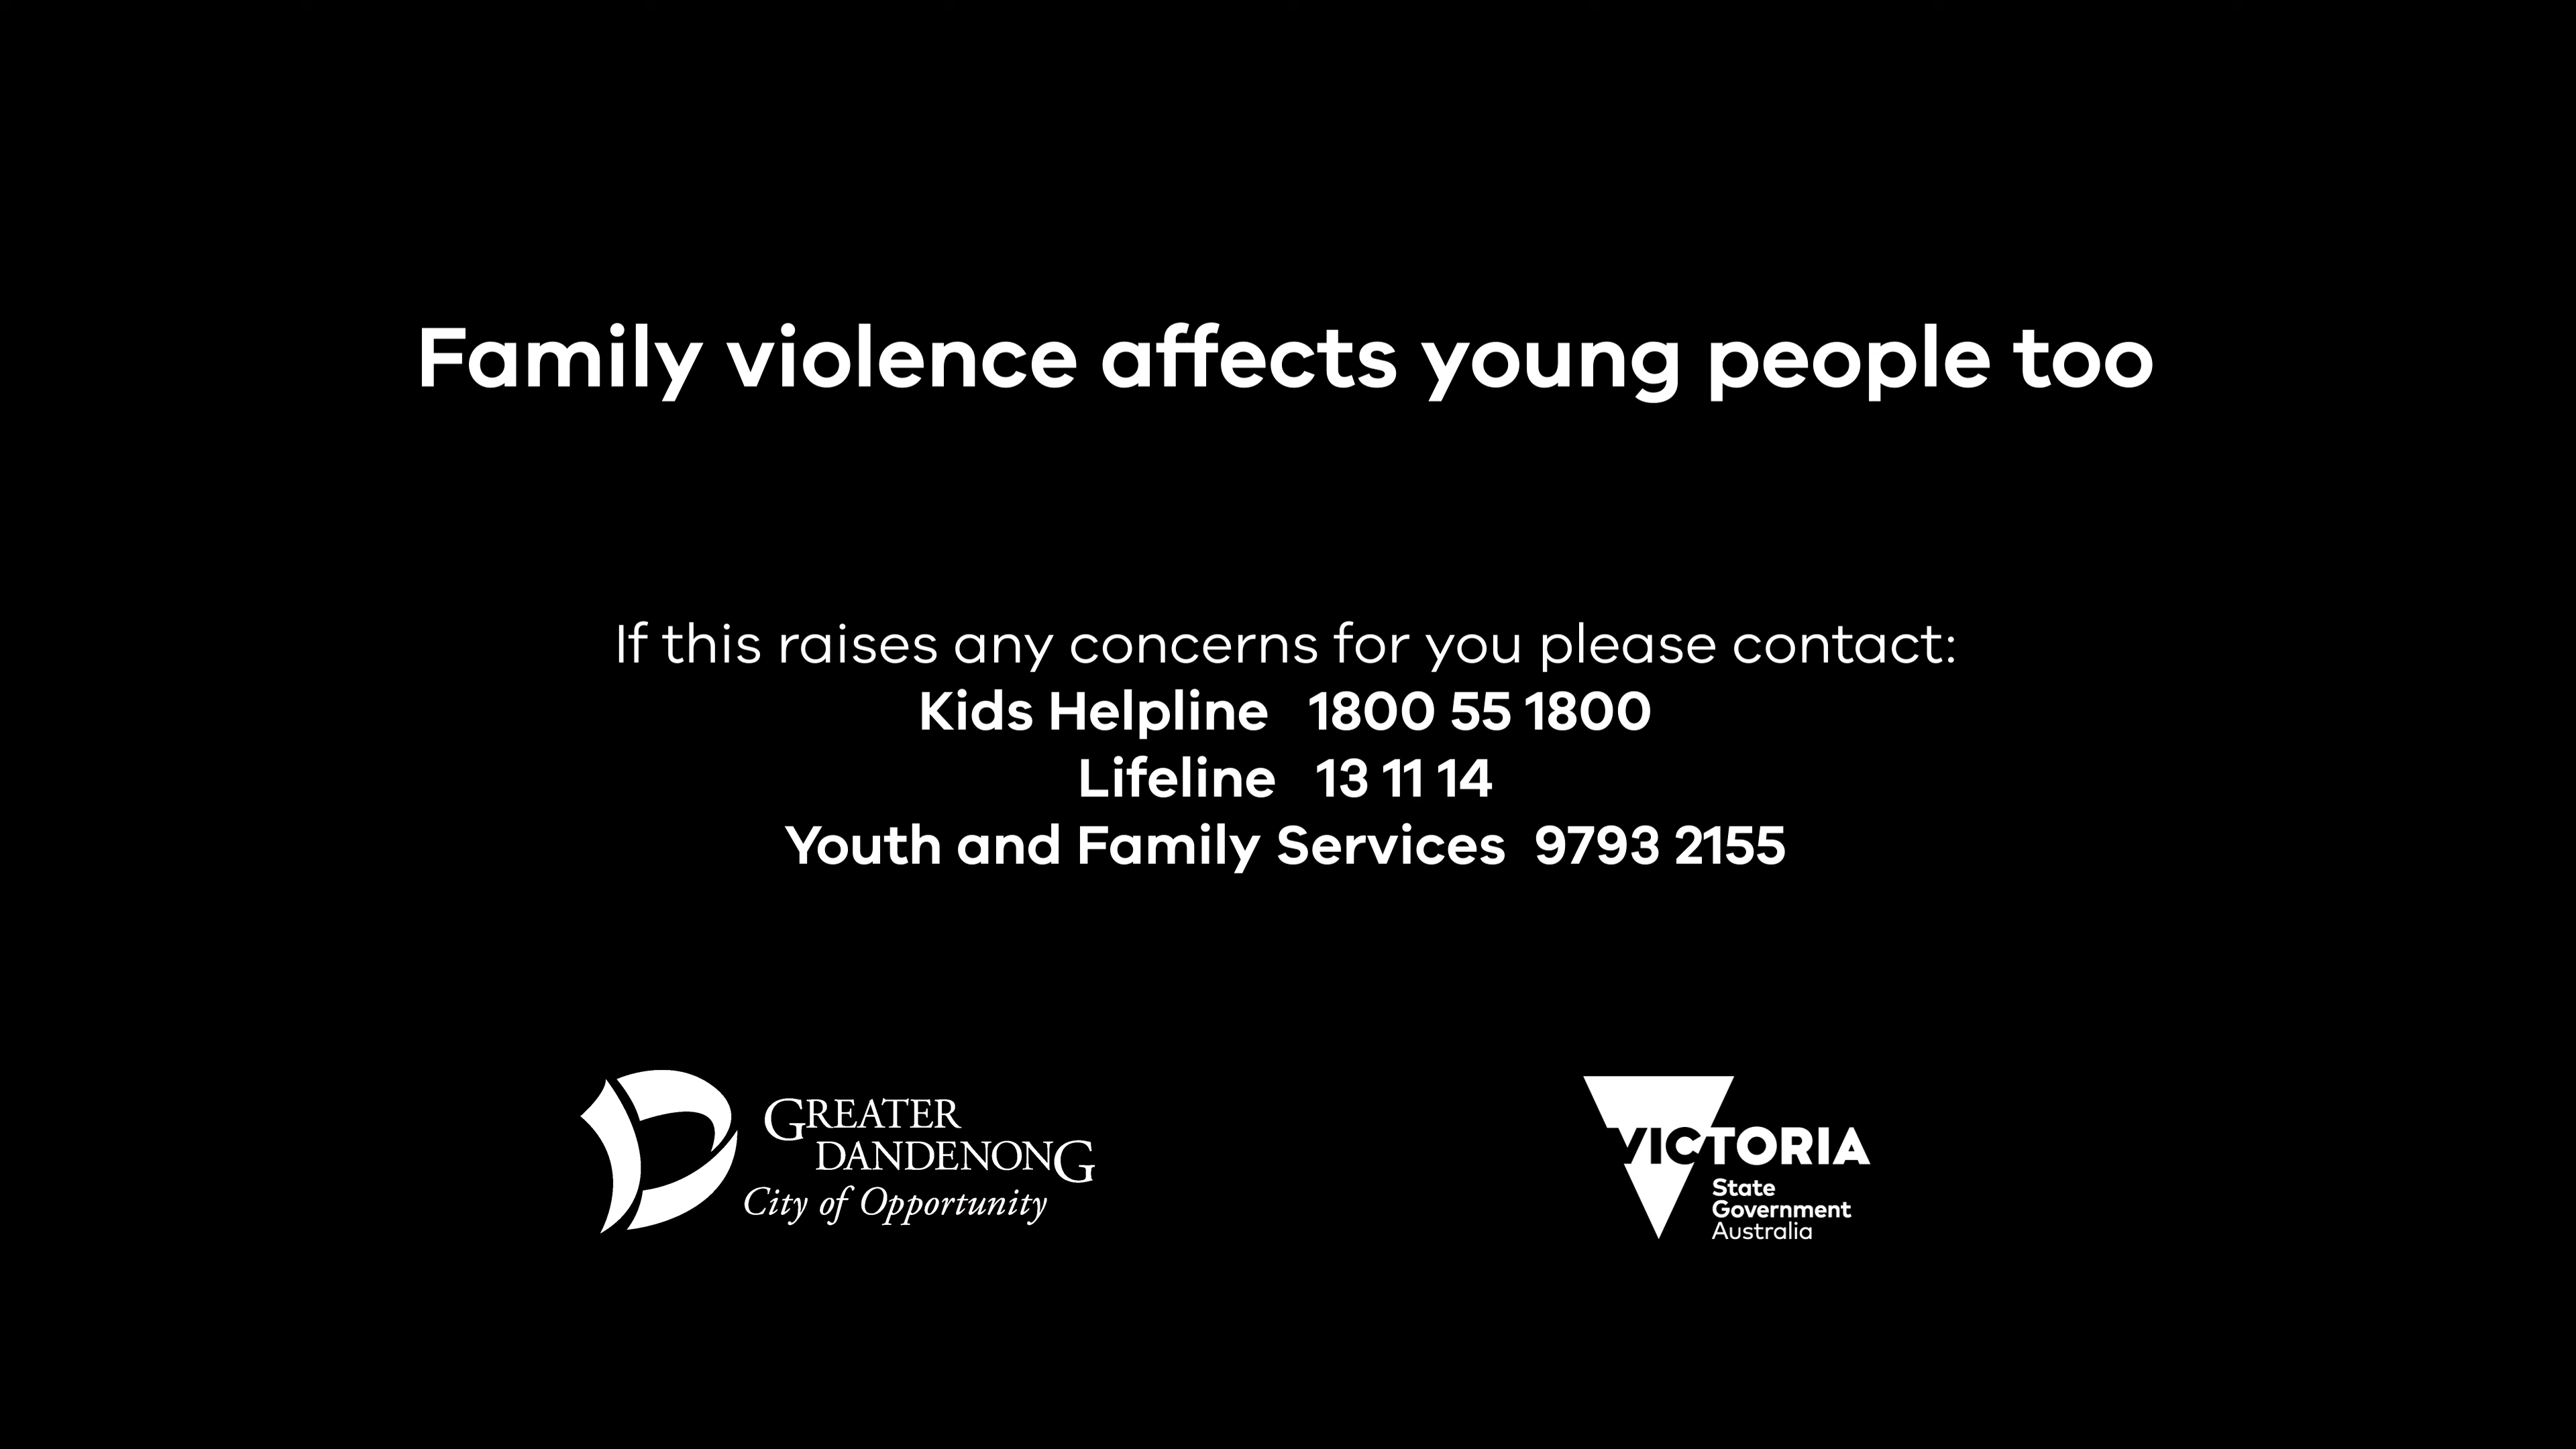 Family violence affects young people too
If this raises any concerns for you please contact:
Kids Helpline 1800 55 1800
Lifeline 13 11 14
Youth and Family Services 9793 2155
GREATER
DANDENONG
City of Opportunity
VICTORIA
State
Government
Australia